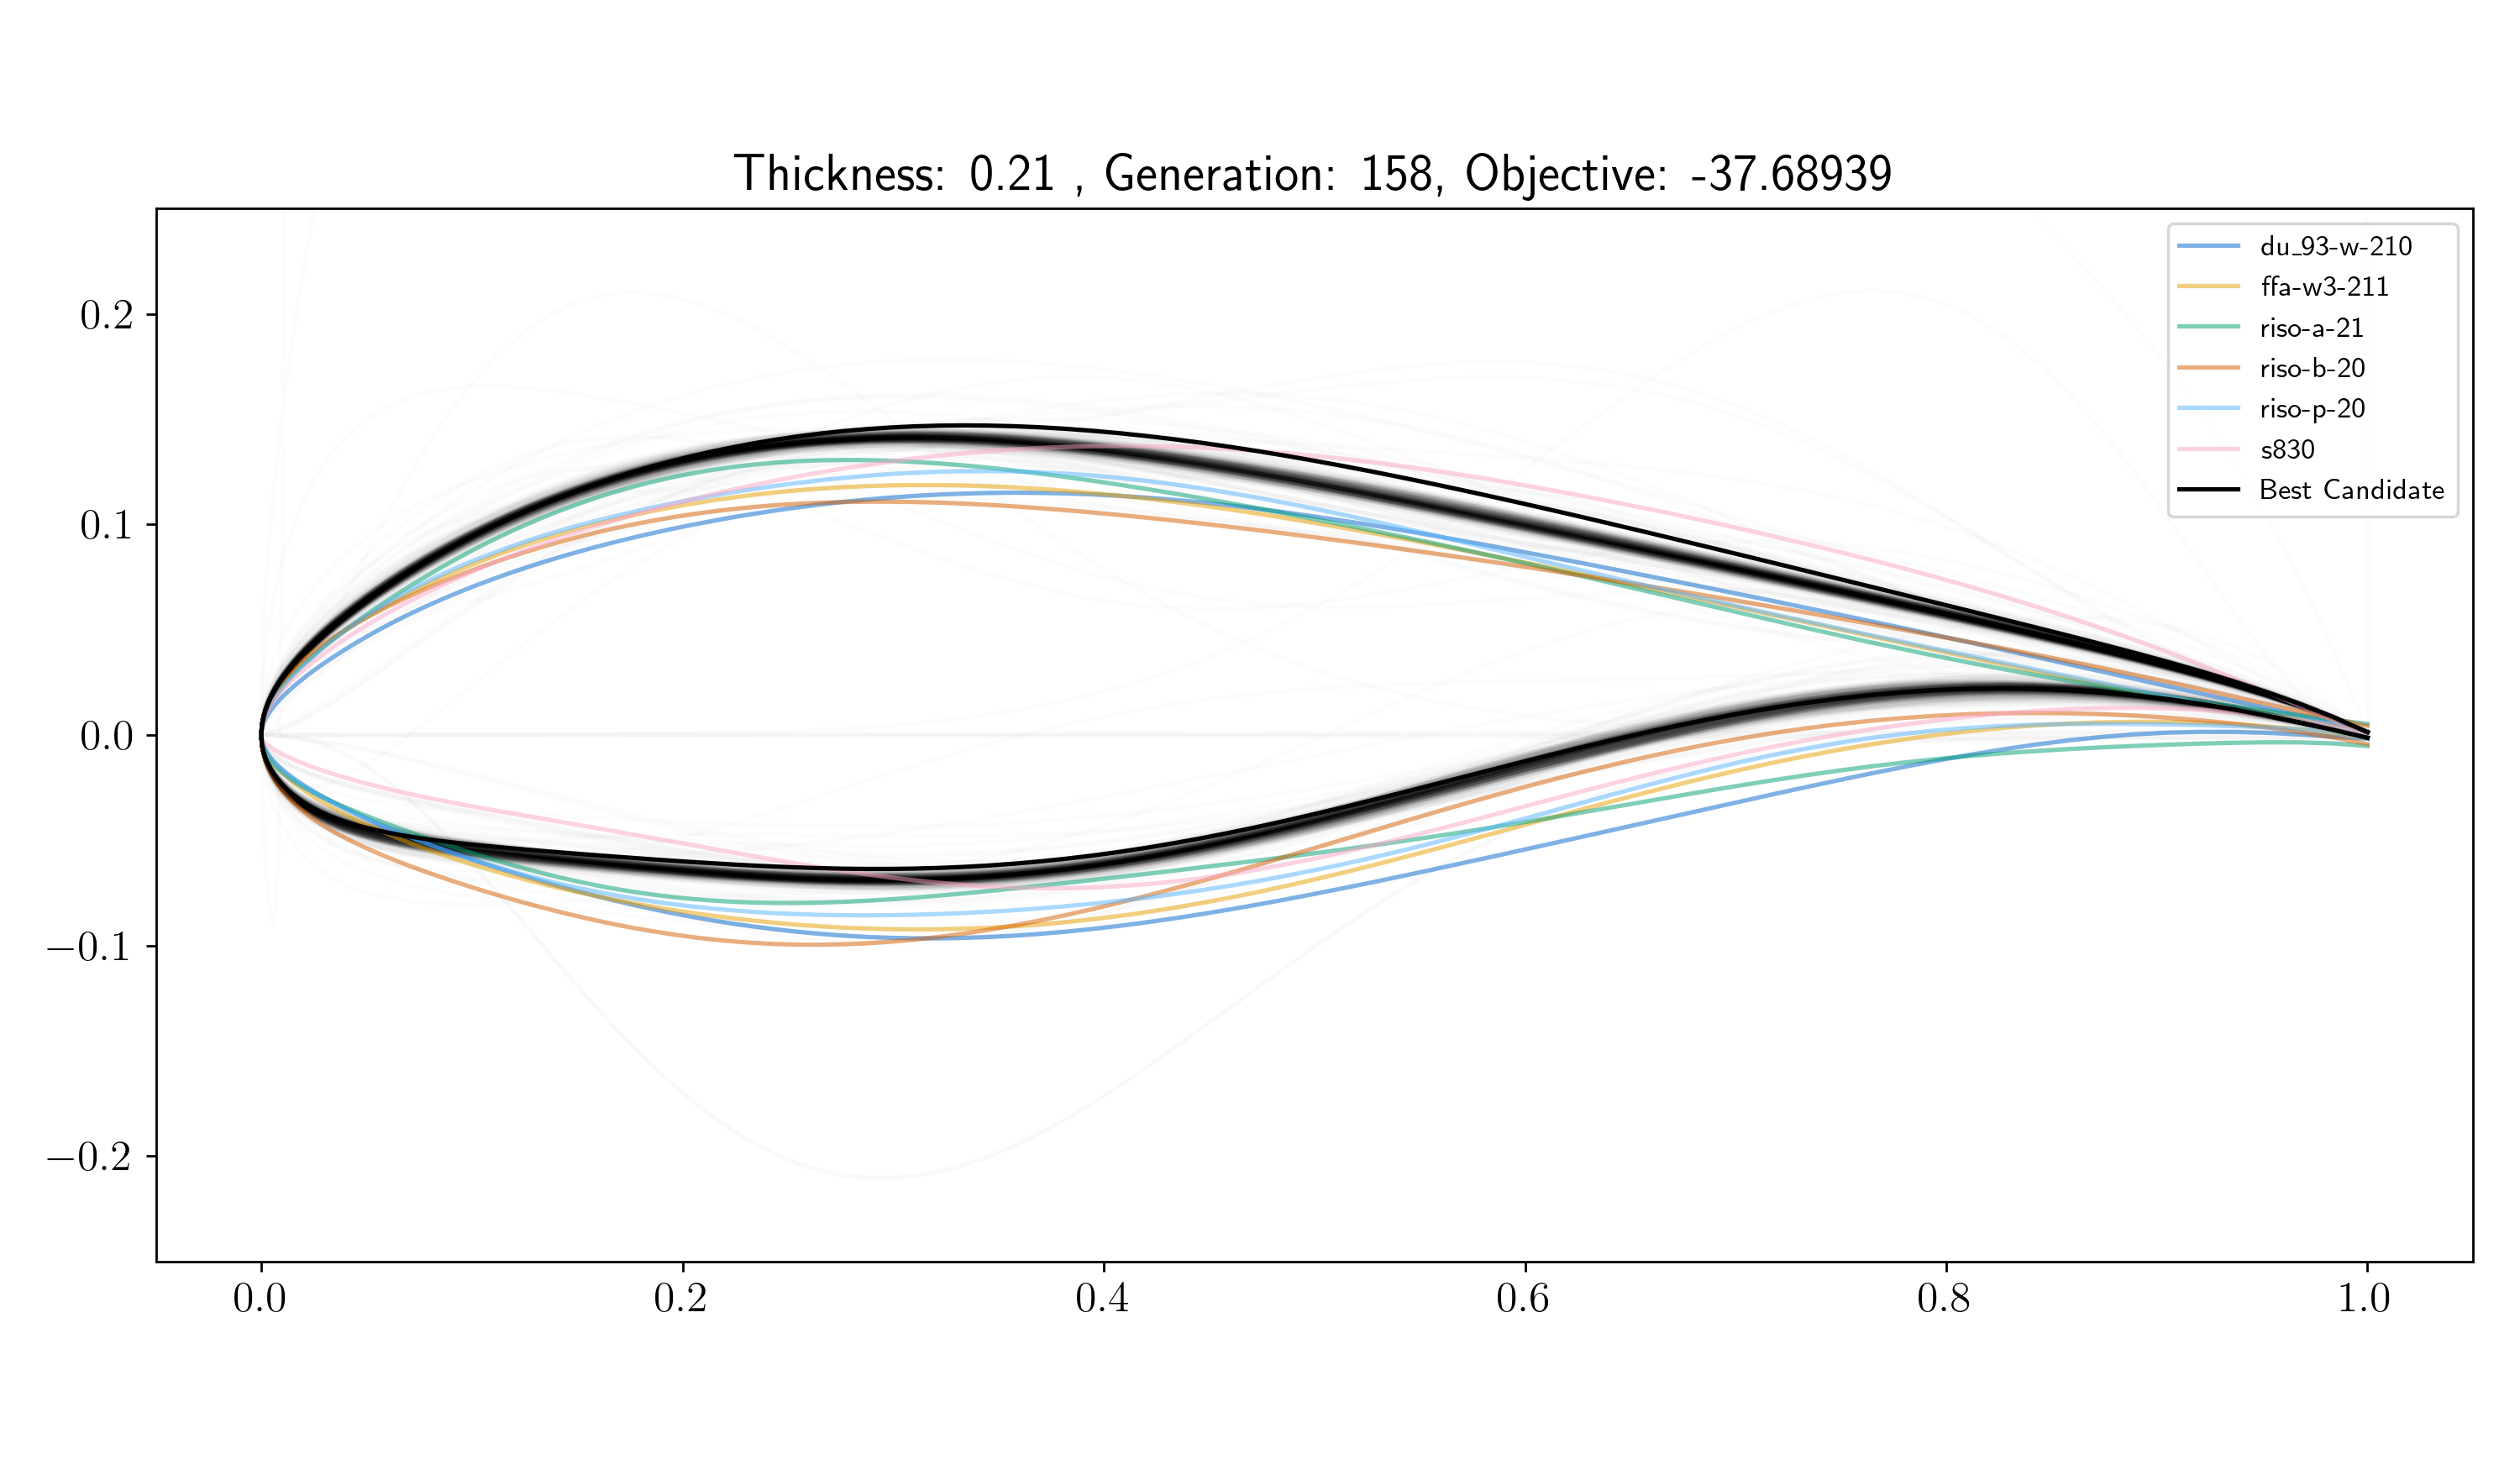 Thickness: 0.21 , Generation: 158, Objective: -37.68939
du_93-w-210
ffa-w3-211
riso-a-21
riso-b-20
riso-p-20
s830
Best Candidate
0.2
0.1
0.0
−0.1
−0.2
0.0 0.2 0.4 0.6 0.8 1.0